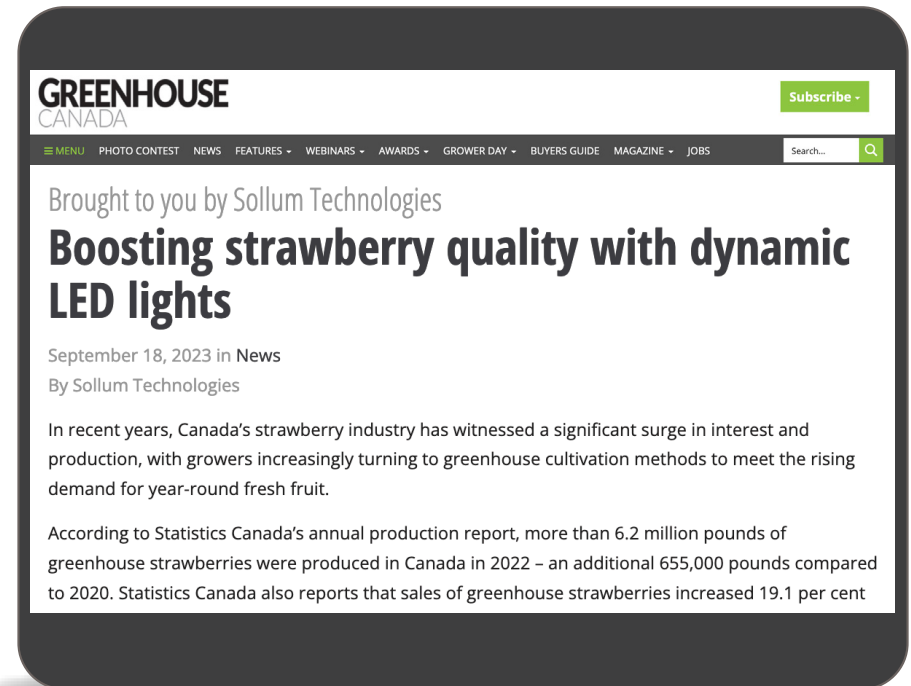 GREENHOUSE
CANADA
Subscribe
MENU PHOTO CONTEST NEWS FEATURES WEBINARS AWARDS GROWER DAY BUYERS GUIDE MAGAZINE JOBS Search...
Brought to you by Sollum Technologies
Boosting strawberry quality with dynamic
LED lights
September 18, 2023 in News
By Sollum Technologies
In recent years, Canada’s strawberry industry has witnessed a significant surge in interest and
production, with growers increasingly turning to greenhouse cultivation methods to meet the rising
demand for year-round fresh fruit.
According to Statistics Canada’s annual production report, more than 6.2 million pounds of
greenhouse strawberries were produced in Canada in 2022 – an additional 655,000 pounds compared
to 2020. Statistics Canada also reports that sales of greenhouse strawberries increased 19.1 per cent